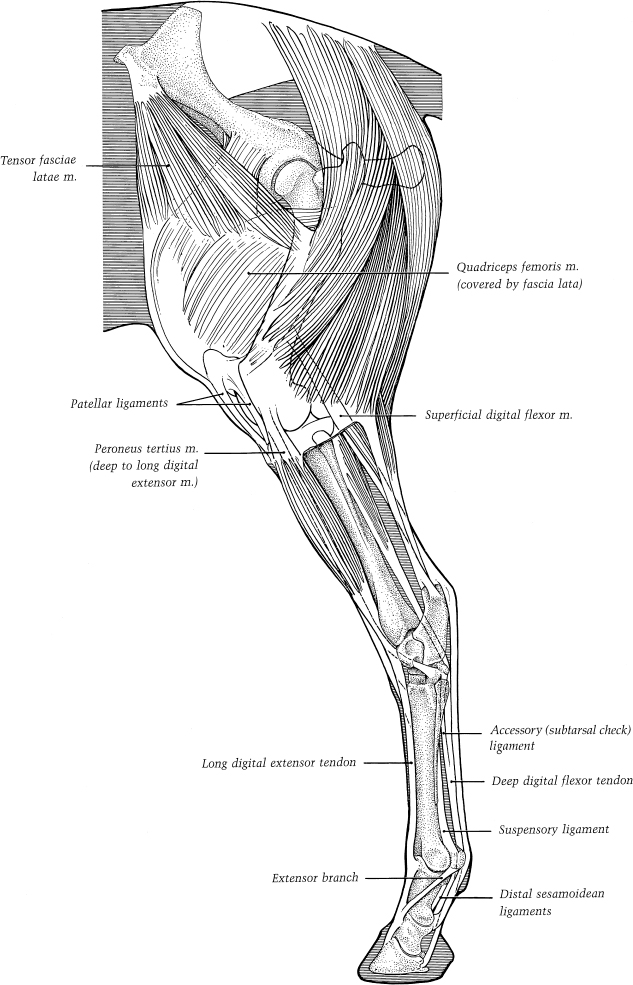 Tensor fasciae
latae m.
Quadriceps femoris m.
(covered by fascia lata)
Patellar ligaments
Superficial digital flexor m.
Peroneus tertius m.
(deep to long digital
extensor m.)
Accessory (subtarsal check)
ligament
Long digital extensor tendon
Deep digital flexor tendon
Suspensory ligament
Extensor branch
Distal sesamoidean
ligaments